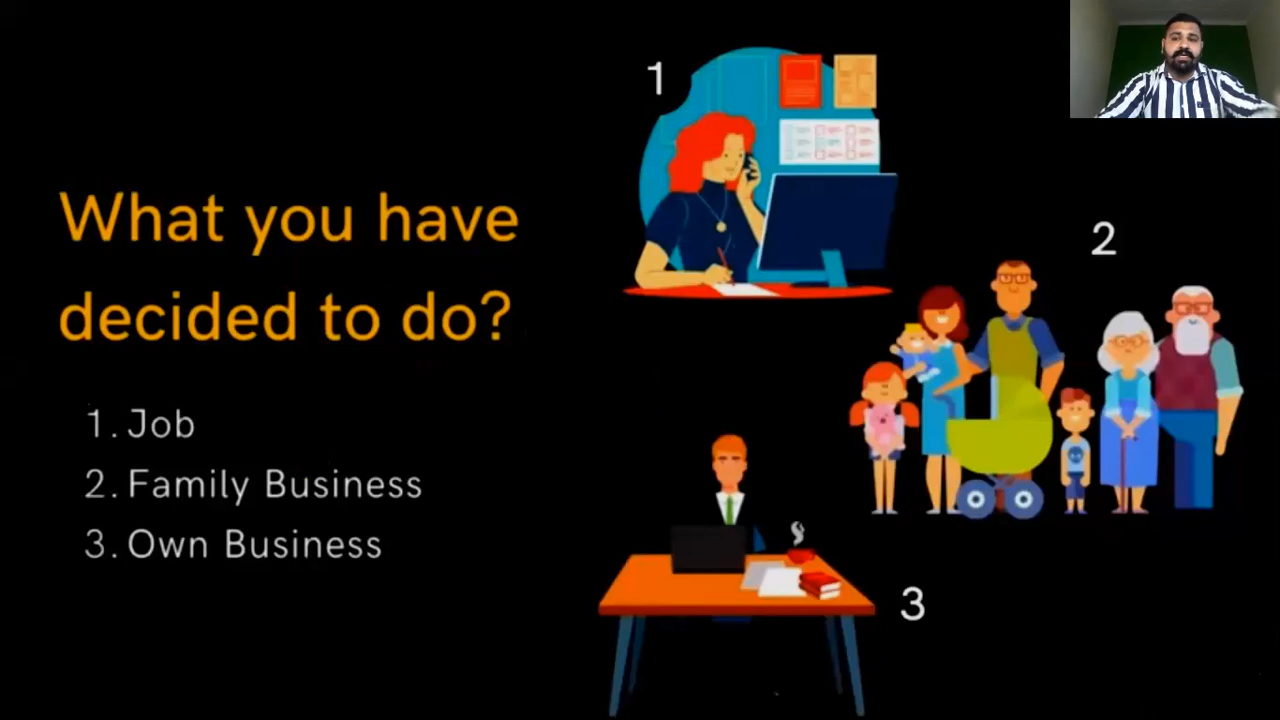 What you have
decided to do?
1. Job
2. Family Business
3. Own Business
1
2
3